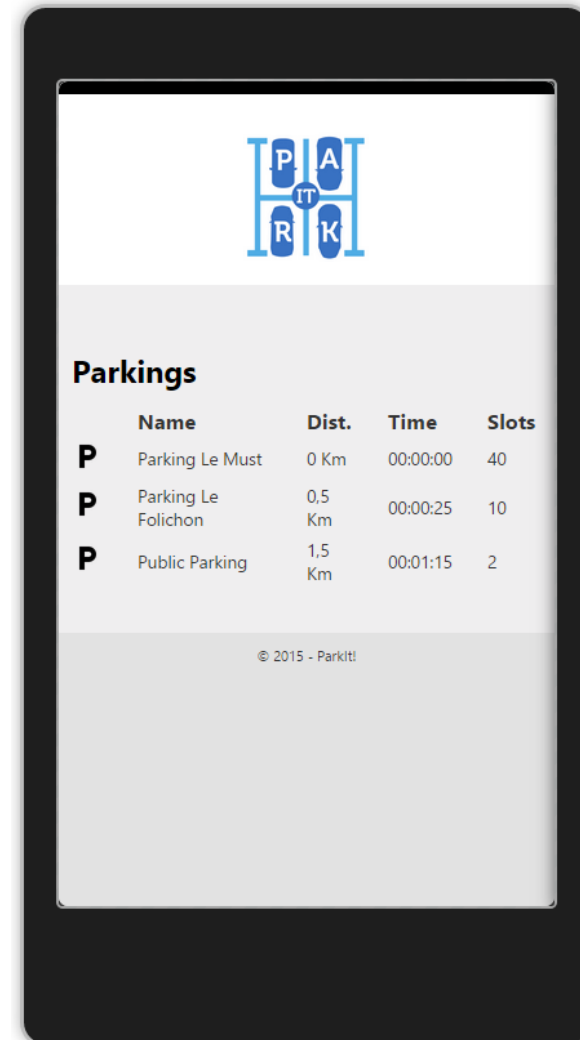 P A
IT
R K
Parkings
Name Dist. Time Slots
P Parking Le Must 0 Km 00:00:00 40
P Parking Le Folichon 0,5 Km 00:00:25 10
P Public Parking 1,5 Km 00:01:15 2
© 2015 - ParkIt!